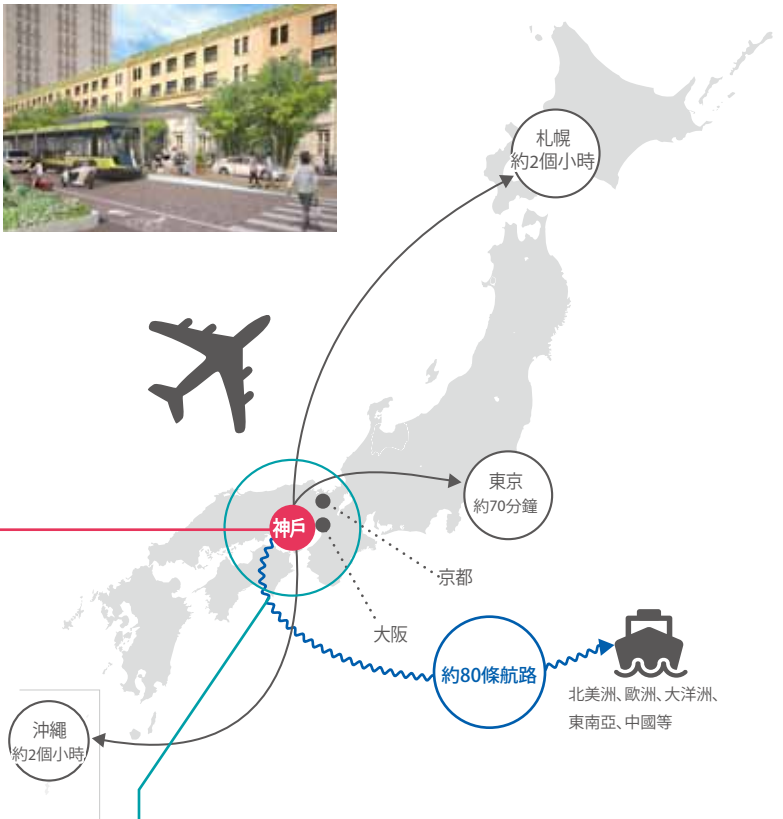 札幌
約2個小時
東京
約70分鐘
神戶
京都
大阪
約80條航路
北美洲、歐洲、大洋洲、
東南亞、中國等
沖繩
約2個小時